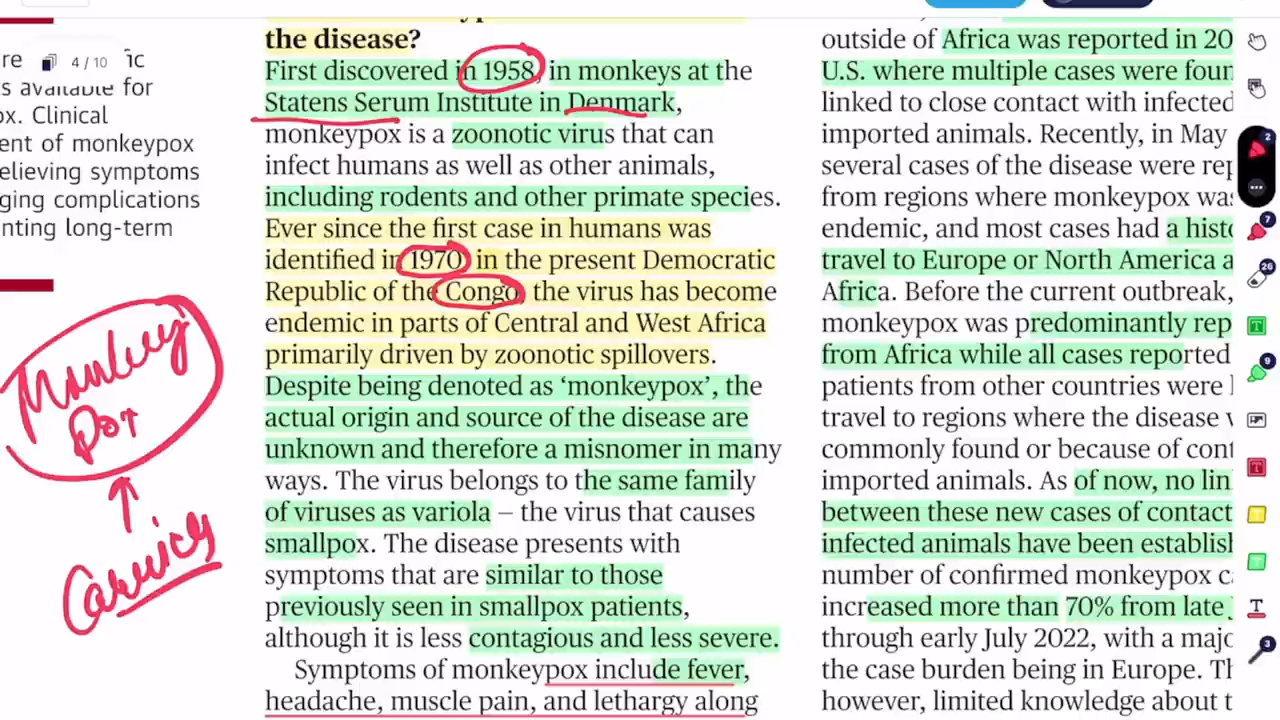 re
4 / 10
ic
s available for
ox. Clinical
ent of monkeypox
elieving symptoms
ging complications
nting long-term
Monkey
pox
Carries
the disease?
First discovered in 1958, in monkeys at the
Statens Serum Institute in Denmark,
monkeypox is a zoonotic virus that can
infect humans as well as other animals,
including rodents and other primate species.
Ever since the first case in humans was
identified in 1970 in the present Democratic
Republic of the Congo, the virus has become
endemic in parts of Central and West Africa
primarily driven by zoonotic spillovers.
Despite being denoted as ‘monkeypox’, the
actual origin and source of the disease are
unknown and therefore a misnomer in many
ways. The virus belongs to the same family
of viruses as variola – the virus that causes
smallpox. The disease presents with
symptoms that are similar to those
previously seen in smallpox patients,
although it is less contagious and less severe.
Symptoms of monkeypox include fever,
headache, muscle pain, and lethargy along
outside of Africa was reported in 20
U.S. where multiple cases were foun
linked to close contact with infected
imported animals. Recently, in May
several cases of the disease were rep
from regions where monkeypox was
endemic, and most cases had a histo
travel to Europe or North America a
Africa. Before the current outbreak,
monkeypox was predominantly rep
from Africa while all cases reported
patients from other countries were l
travel to regions where the disease w
commonly found or because of cont
imported animals. As of now, no lin
between these new cases of contact
infected animals have been establish
number of confirmed monkeypox c
increased more than 70% from late J
through early July 2022, with a majo
the case burden being in Europe. Th
however, limited knowledge about t
2
7
26
T
9
T
T
T
T
3